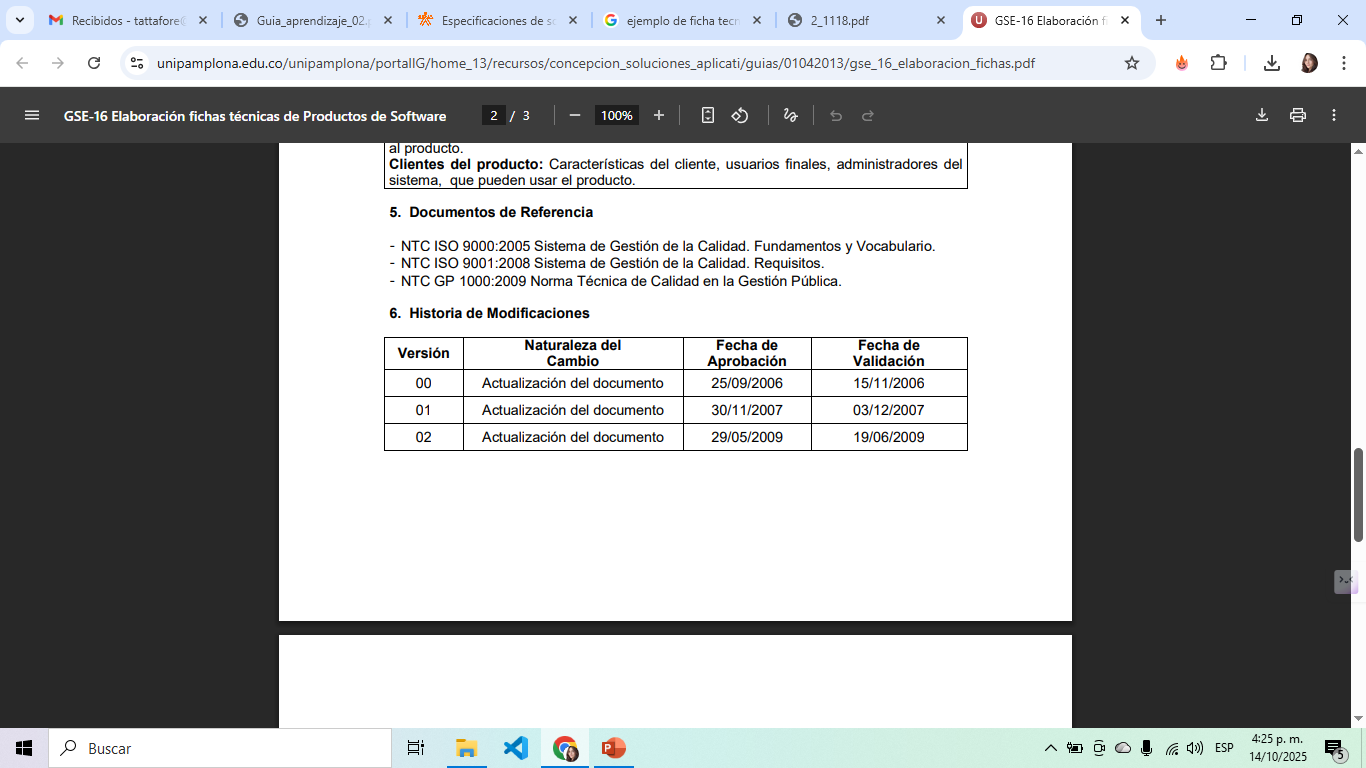 Recibidos - tattafore@
Guia_aprendizaje_02.p
Especificaciones de so
ejemplo de ficha tecn
2_1118.pdf
GSE-16 Elaboración fi
unipamplona.edu.co/unipamplona/portalIG/home_13/recursos/concepcion_soluciones_aplicati/guias/01042013/gse_16_elaboracion_fichas.pdf
GSE-16 Elaboración fichas técnicas de Productos de Software
2 / 3
100%
al producto.
Clientes del producto: Características del cliente, usuarios finales, administradores del
sistema, que pueden usar el producto.
5. Documentos de Referencia
- NTC ISO 9000:2005 Sistema de Gestión de la Calidad. Fundamentos y Vocabulario.
- NTC ISO 9001:2008 Sistema de Gestión de la Calidad. Requisitos.
- NTC GP 1000:2009 Norma Técnica de Calidad en la Gestión Pública.
6. Historia de Modificaciones
Versión Naturaleza del Cambio Fecha de Aprobación Fecha de Validación
00 Actualización del documento 25/09/2006 15/11/2006
01 Actualización del documento 30/11/2007 03/12/2007
02 Actualización del documento 29/05/2009 19/06/2009
Buscar
ESP
4:25 p. m.
14/10/2025
5